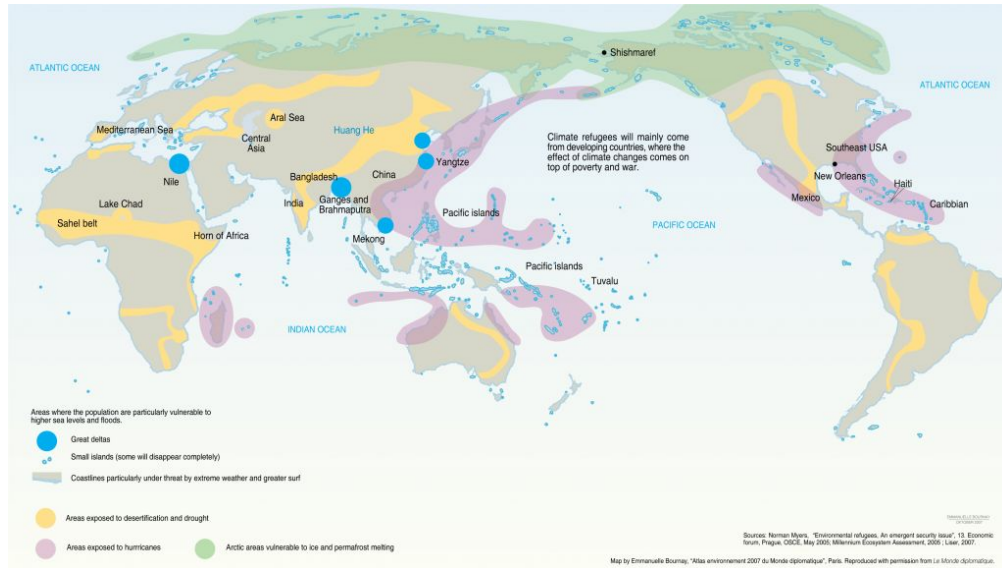 Shishmaref
ATLANTIC OCEAN
ATLANTIC OCEAN
Mediterranean Sea
Aral Sea
Central
Asia
Huang He
Climate refugees will mainly come
from developing countries, where the
effect of climate changes comes on
top of poverty and war.
Southeast USA
New Orleans
Nile
Bangladesh
China
Yangtze
India
Ganges and
Brahmaputra
Mexico
Haiti
Caribbian
Lake Chad
Sahel belt
Horn of Africa
Mekong
Pacific islands
PACIFIC OCEAN
Pacific islands
Tuvalu
INDIAN OCEAN
Areas where the population are particularly vulnerable to
higher sea levels and floods.
Great deltas
Small islands (some will disappear completely)
Coastlines particularly under threat by extreme weather and greater surf
Areas exposed to desertification and drought
Areas exposed to hurrricanes
Arctic areas vulnerable to ice and permafrost melting
EMMANUELLE BOURNAY
OCTOBER 2007
Sources: Norman Myers, "Environmental refugees, An emergent security issue", 13. Economic
forum, Prague, OSCE, May 2005; Millennium Ecosystem Assessment, 2005 ; Liser, 2007.
Map by Emmanuelle Bournay, "Atlas environnement 2007 du Monde diplomatique", Paris. Reproduced with permission from Le Monde diplomatique.